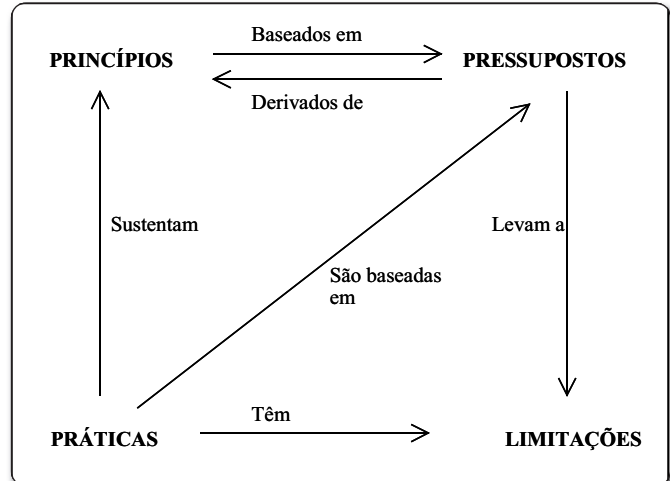 Baseados em
PRINCÍPIOS
PRESSUPOSTOS
Derivados de
Sustentam
Levam a
São baseadas
em
Têm
PRÁTICAS
LIMITAÇÕES